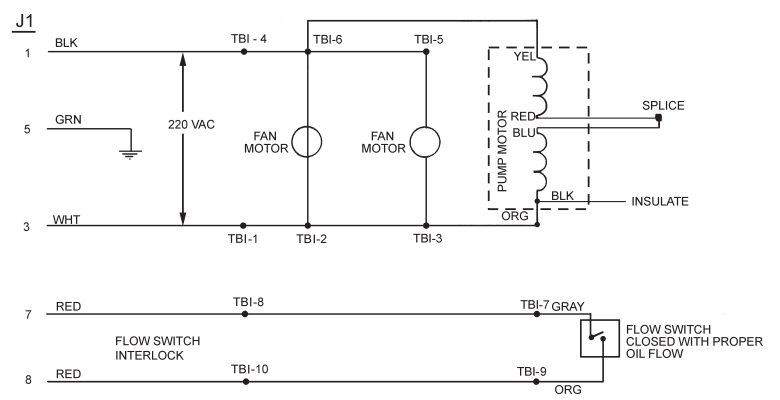 J1
1
BLK
TBI - 4
TBI-6
TBI-5
YEL
5
GRN
220 VAC
FAN
MOTOR
FAN
MOTOR
PUMP MOTOR
RED
BLU
SPLICE
BLK
INSULATE
3
WHT
ORG
TBI-1
TBI-2
TBI-3
7
RED
TBI-8
TBI-7
GRAY
FLOW SWITCH
INTERLOCK
FLOW SWITCH
CLOSED WITH PROPER
OIL FLOW
8
RED
TBI-10
TBI-9
ORG